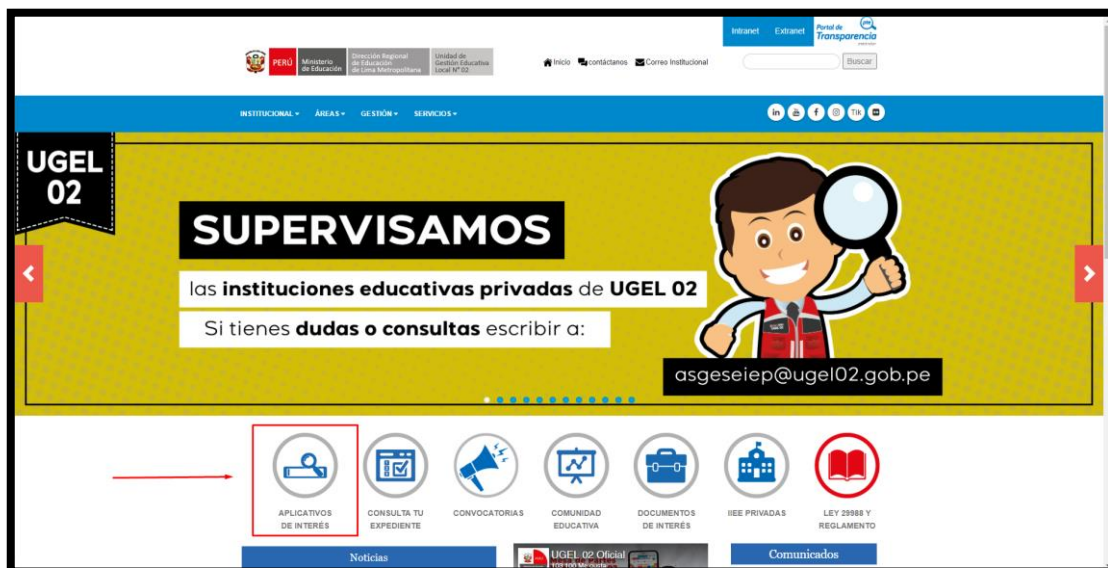 Intranet Extranet Portal de Transparencia
PERÚ
Ministerio de Educación
Dirección Regional de Educación de Lima Metropolitana
Unidad de Gestión Educativa Local N° 02
Inicio contáctanos Correo Institucional
Buscar
INSTITUCIONAL ÁREAS GESTIÓN SERVICIOS
in f Tik
UGEL
02
SUPERVISAMOS
las instituciones educativas privadas de UGEL 02
Si tienes dudas o consultas escribir a:
asgeseiep@ugel02.gob.pe
APLICATIVOS
DE INTERÉS
CONSULTA TU
EXPEDIENTE
CONVOCATORIAS
COMUNIDAD
EDUCATIVA
DOCUMENTOS
DE INTERÉS
IIEE PRIVADAS
LEY 29988 Y
REGLAMENTO
Noticias
UGEL 02 Oficial
Comunicados